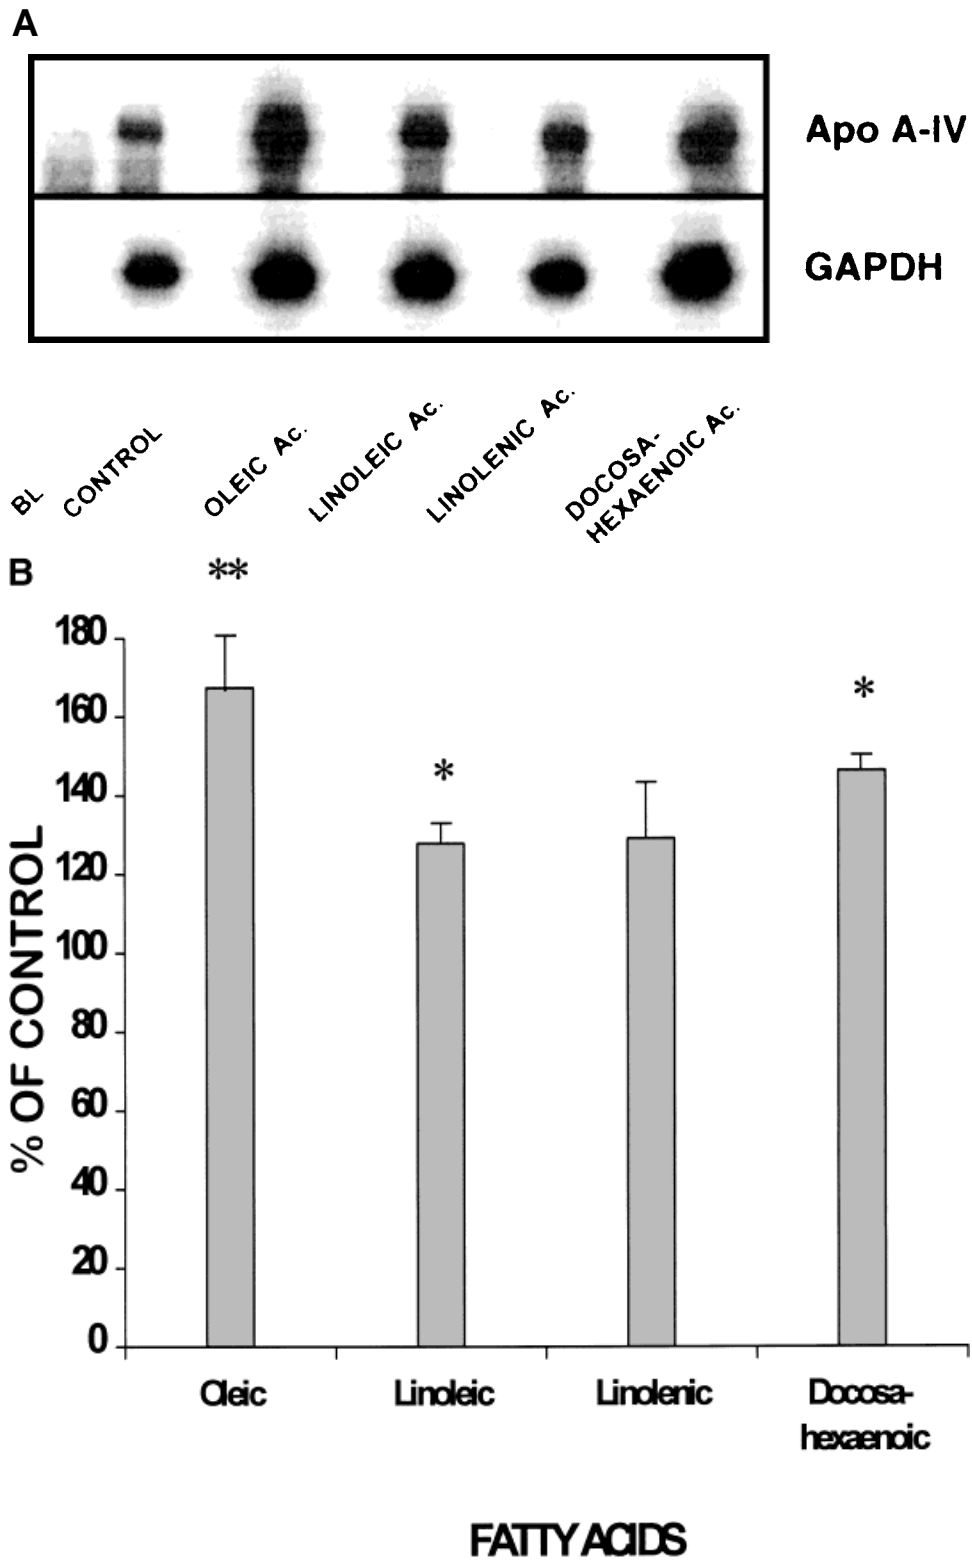 A
Apo A-IV
GAPDH
BL
CONTROL
OLEIC Ac.
LINOLEIC Ac.
LINOLENIC Ac.
DOCOSA-
HEXAENOIC Ac.
B
**
*
*
180
160
140
120
100
80
60
40
20
0
% OF CONTROL
Oleic
Linoleic
Linolenic
Docosa-
hexaenoic
FATTY ACIDS